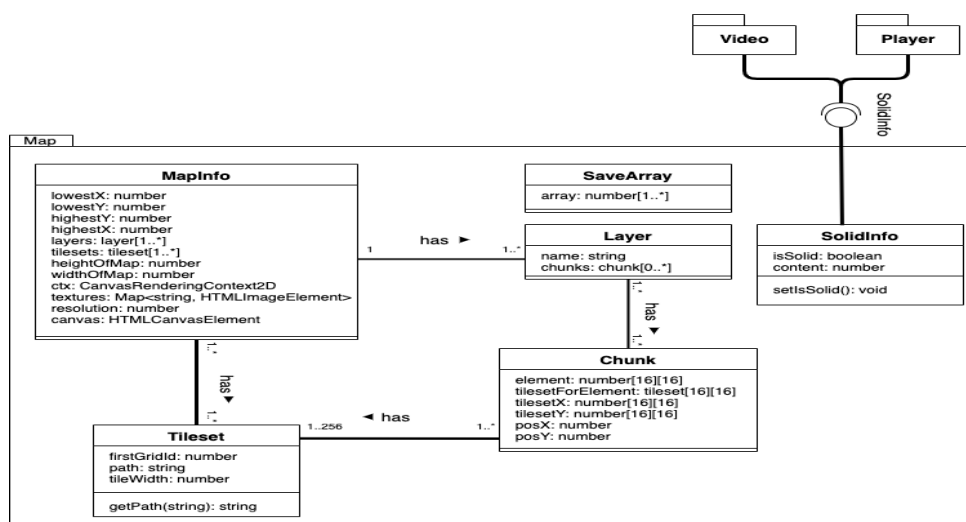 Video
Player
SolidInfo
Map
MapInfo
lowestX: number
lowestY: number
highestY: number
highestX: number
layers: layer[1..*]
tilesets: tileset[1..*]
heightOfMap: number
widthOfMap: number
ctx: CanvasRenderingContext2D
textures: Map<string, HTMLImageElement>
resolution: number
canvas: HTMLCanvasElement
SaveArray
array: number[1..*]
1
has ►
1..*
Layer
name: string
chunks: chunk[0..*]
SolidInfo
isSolid: boolean
content: number
setIsSolid(): void
1..*
has ►
1..*
1..*
has ►
1..*
Chunk
element: number[16][16]
tilesetForElement: tileset[16][16]
tilesetX: number[16][16]
tilesetY: number[16][16]
posX: number
posY: number
◄ has
1..256
1..*
Tileset
firstGridId: number
path: string
tileWidth: number
getPath(string): string